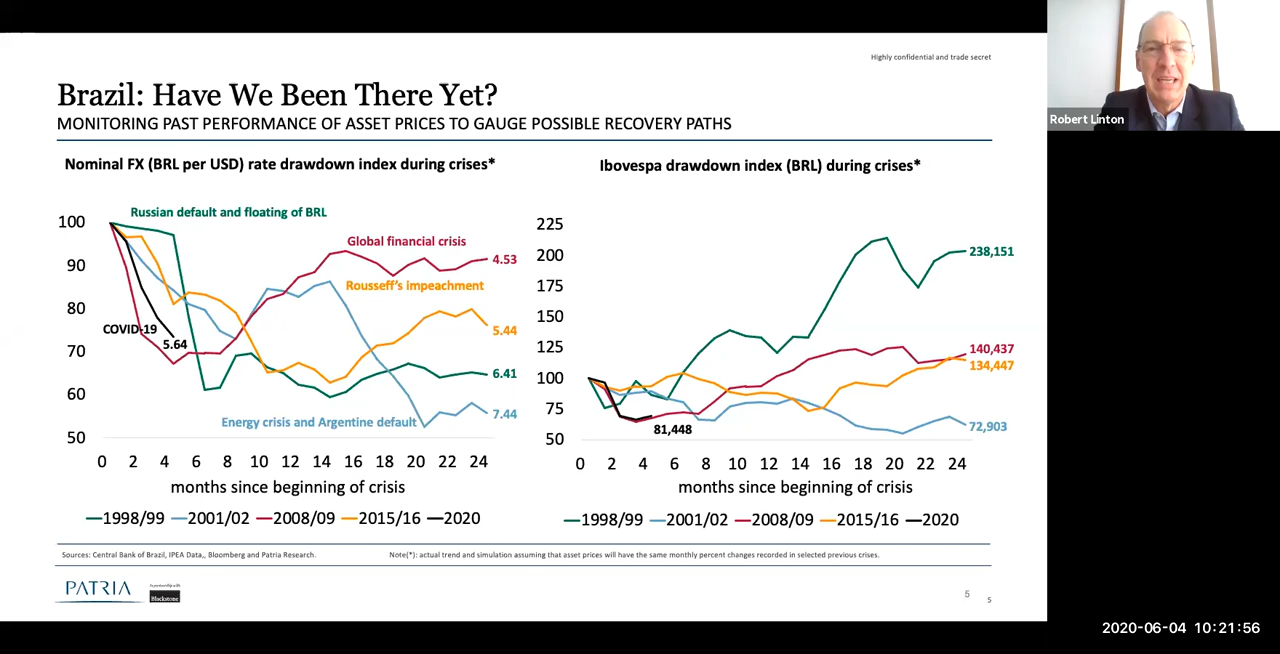 Highly confidential and trade secret
Brazil: Have We Been There Yet?
MONITORING PAST PERFORMANCE OF ASSET PRICES TO GAUGE POSSIBLE RECOVERY PATHS
Nominal FX (BRL per USD) rate drawdown index during crises*
100
90
80
70
60
50
Russian default and floating of BRL
Global financial crisis
4.53
Rousseff's impeachment
COVID-19
5.64
5.44
6.41
Energy crisis and Argentine default
7.44
0 2 4 6 8 10 12 14 16 18 20 22 24
months since beginning of crisis
1998/99 2001/02 2008/09 2015/16 2020
Ibovespa drawdown index (BRL) during crises*
225
200
175
150
125
100
75
50
238,151
140,437
134,447
81,448
72,903
0 2 4 6 8 10 12 14 16 18 20 22 24
months since beginning of crisis
1998/99 2001/02 2008/09 2015/16 2020
Sources: Central Bank of Brazil, IPEA Data,, Bloomberg and Patria Research.
Note(*): actual trend and simulation assuming that asset prices will have the same monthly percent changes recorded in selected previous crises.
PATRIA
In partnership with
Blackstone
5
5
Robert Linton
2020-06-04 10:21:56